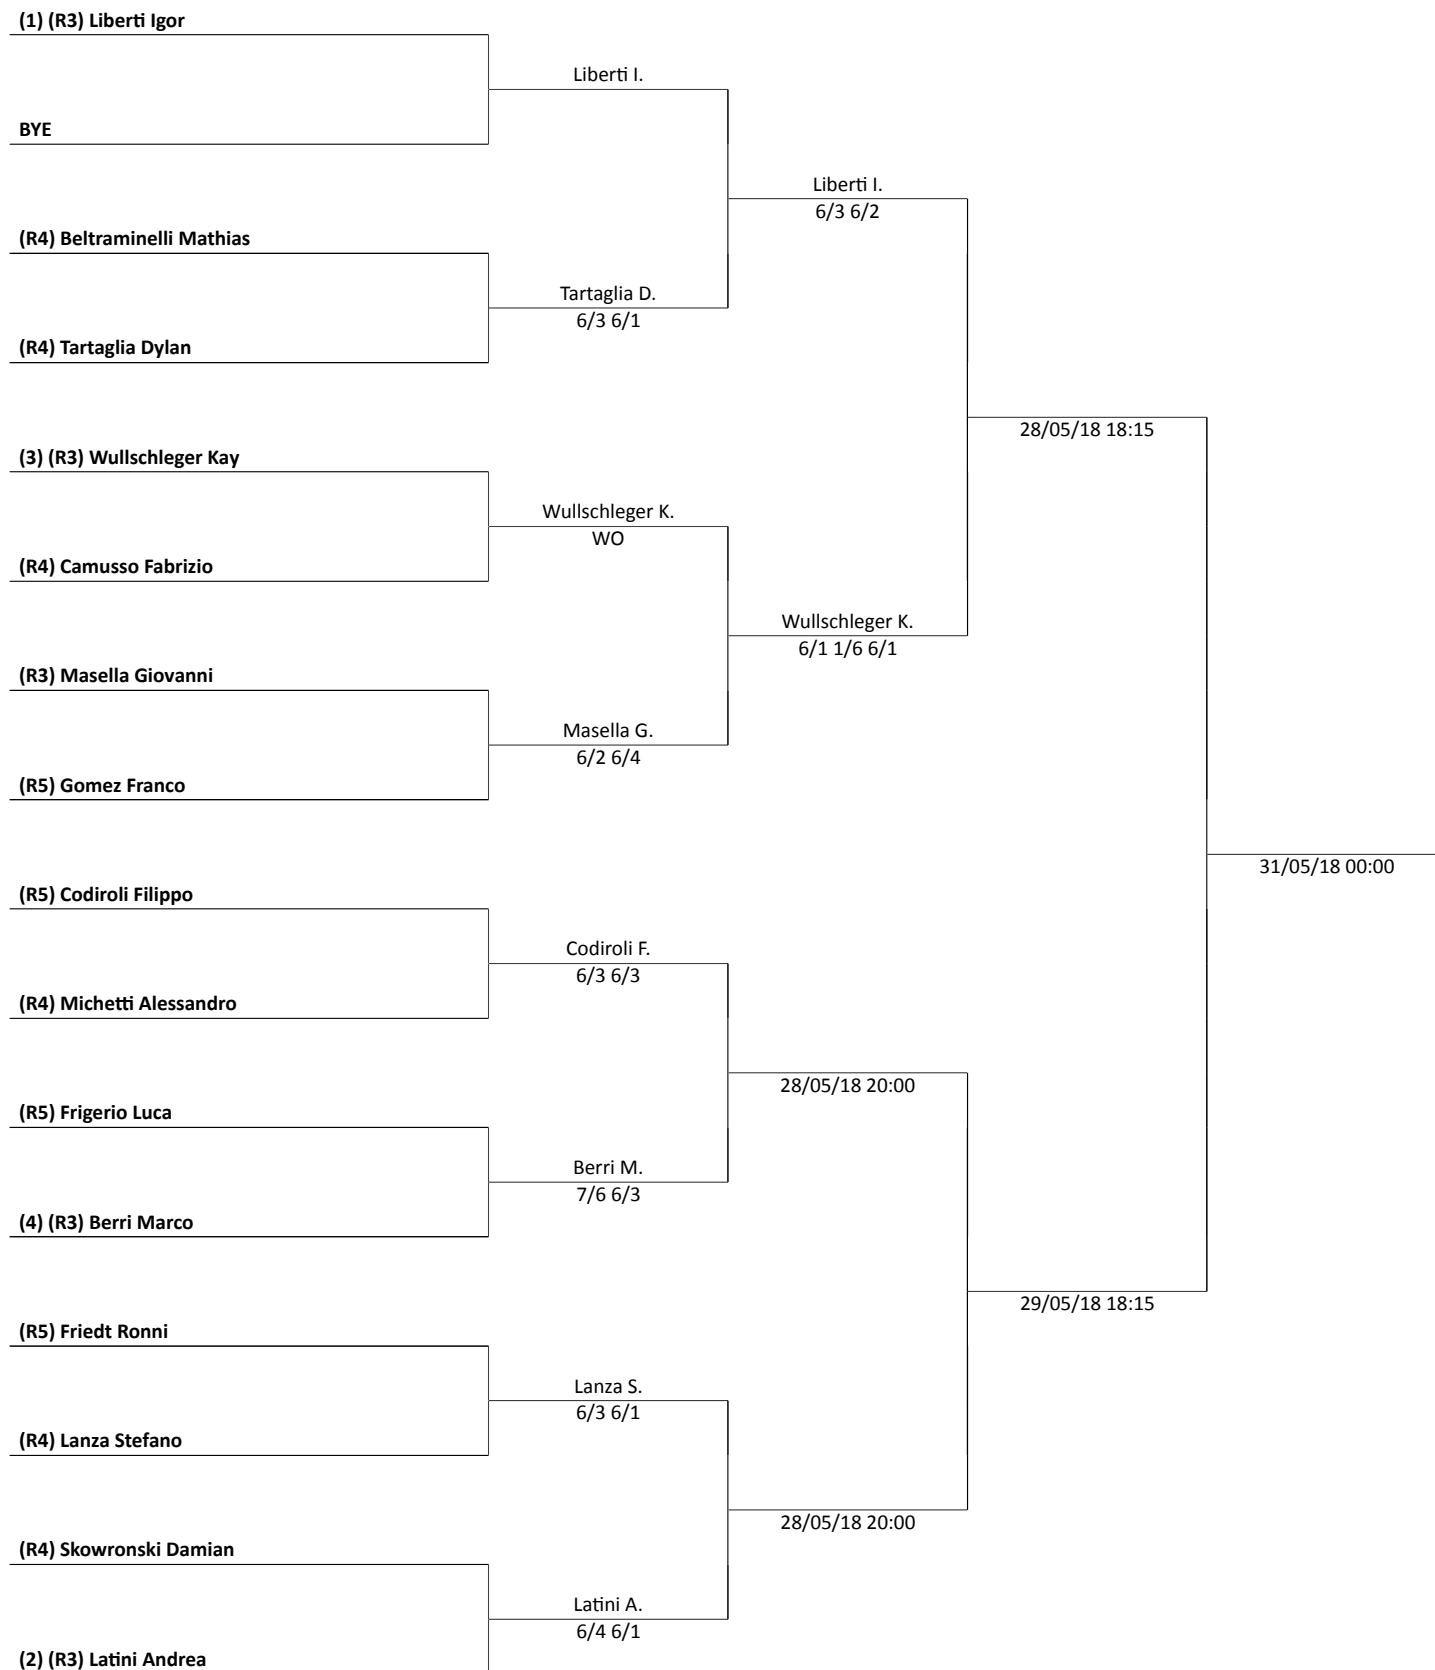 (1) (R3) Liberti Igor
Liberti I.
BYE
Liberti I.
6/3 6/2
(R4) Beltraminelli Mathias
Tartaglia D.
6/3 6/1
(R4) Tartaglia Dylan
28/05/18 18:15
(3) (R3) Wullschleger Kay
Wullschleger K.
WO
(R4) Camusso Fabrizio
Wullschleger K.
6/1 1/6 6/1
(R3) Masella Giovanni
Masella G.
6/2 6/4
(R5) Gomez Franco
31/05/18 00:00
(R5) Codiroli Filippo
Codiroli F.
6/3 6/3
(R4) Michetti Alessandro
28/05/18 20:00
(R5) Frigerio Luca
Berri M.
7/6 6/3
(4) (R3) Berri Marco
29/05/18 18:15
(R5) Friedt Ronni
Lanza S.
6/3 6/1
(R4) Lanza Stefano
28/05/18 20:00
(R4) Skowronski Damian
Latini A.
6/4 6/1
(2) (R3) Latini Andrea